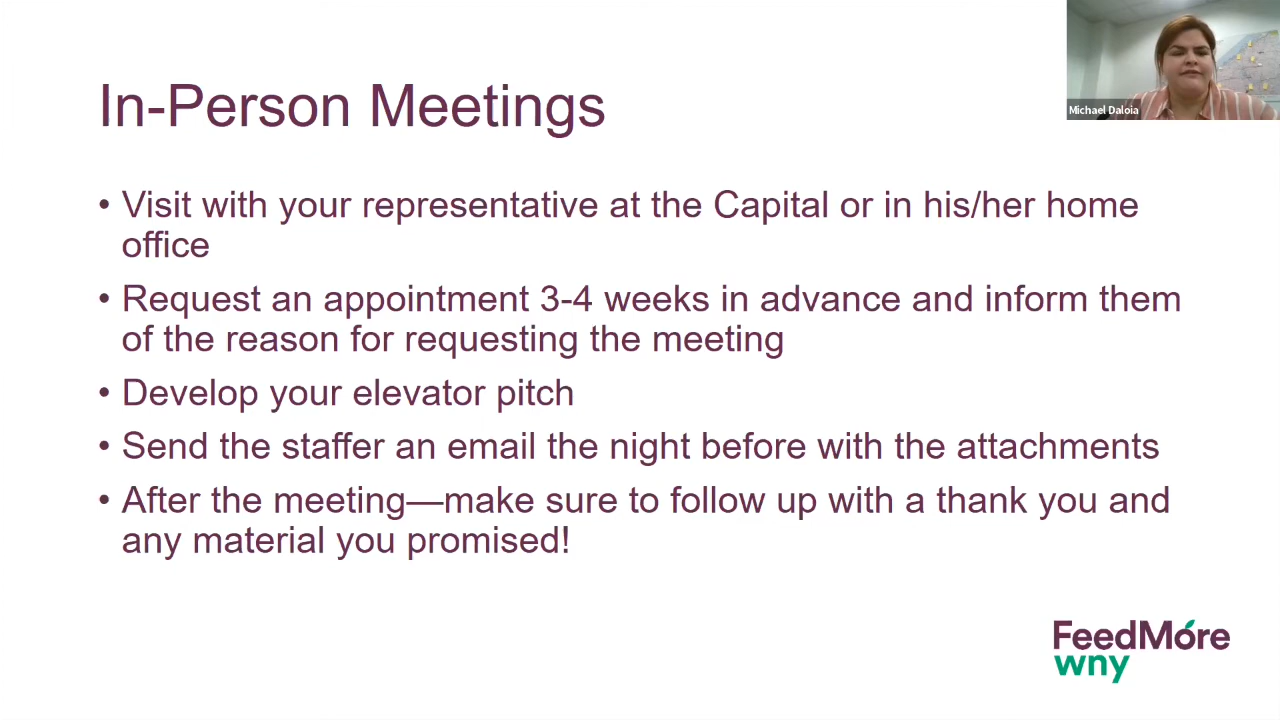 In-Person Meetings
Michael Daloia
• Visit with your representative at the Capital or in his/her home
office
• Request an appointment 3-4 weeks in advance and inform them
of the reason for requesting the meeting
• Develop your elevator pitch
• Send the staffer an email the night before with the attachments
• After the meeting—make sure to follow up with a thank you and
any material you promised!
FeedMore
wny